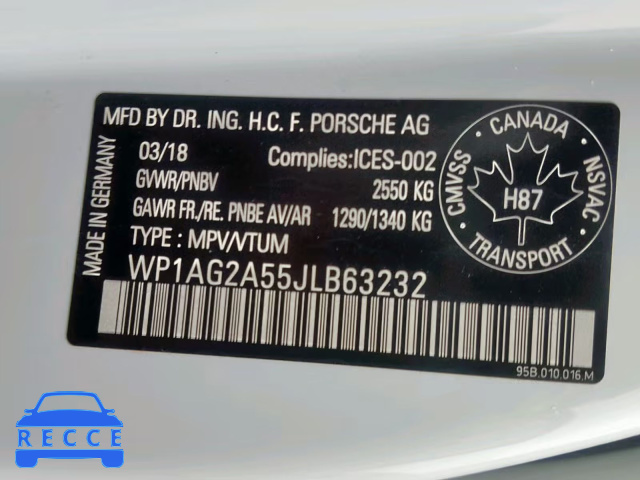 MFD BY DR. ING. H.C. F. PORSCHE AG
03/18 Complies:ICES-002
GVWR/PNBV 2550 KG
GAWR FR./RE. PNBE AV/AR 1290/1340 KG
TYPE : MPV/VTUM
WP1AG2A55JLB63232
MADE IN GERMANY
CANADA
CMVSS
NSVAC
H87
TRANSPORT
95B.010.016.M
RECCE